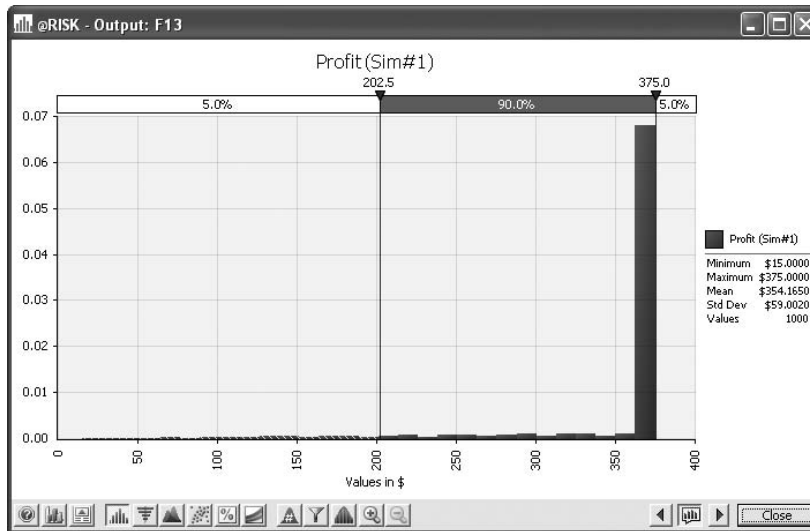 @RISK - Output: F13
Profit (Sim#1)
202.5 375.0
5.0% 90.0% 5.0%
0.07
0.06
0.05
0.04
0.03
0.02
0.01
0.00
0 50 100 150 200 250 300 350 400
Values in $
Profit (Sim#1)
Minimum $15.0000
Maximum $375.0000
Mean $354.1650
Std Dev $59.0020
Values 1000
Close